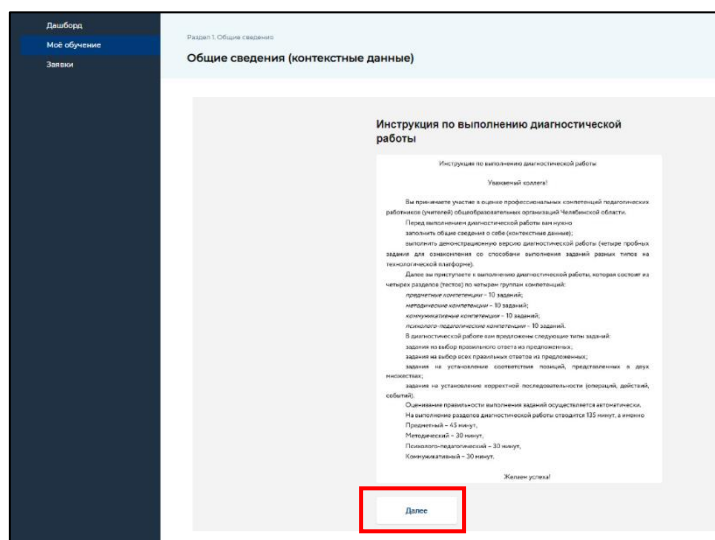 Дашборд
Моё обучение
Заявки
Раздел 1. Общие сведения
Общие сведения (контекстные данные)
Инструкция по выполнению диагностической
работы
Инструкция по выполнению диагностической работы
Уважаемый коллега!
Вы принимаете участие в оценке профессиональных компетенций педагогических
работников (учителей) общеобразовательных организаций Челябинской области.
Перед выполнением диагностической работы вам нужно
заполнить общие сведения о себе (контекстные данные);
выполнить демонстрационную версию диагностической работы (четыре пробных
задания для ознакомления со способами выполнения заданий разных типов на
технологической платформе).
Далее вы приступаете к выполнению диагностической работы, которая состоит из
четырех разделов (тестов) по четырем группам компетенций:
предметные компетенции – 10 заданий;
методические компетенции – 10 заданий;
коммуникативные компетенции – 10 заданий;
психолого-педагогические компетенции – 10 заданий.
В диагностической работе вам предложены следующие типы заданий:
задания на выбор правильного ответа из предложенных;
задания на выбор всех правильных ответов из предложенных;
задания на установление соответствия позиций, представленных в двух
множествах;
задания на установление корректной последовательности (операций, действий,
событий).
Оценивание правильности выполнения заданий осуществляется автоматически.
На выполнение разделов диагностической работы отводится 135 минут, а именно
Предметный – 45 минут,
Методический – 30 минут,
Психолого-педагогический – 30 минут,
Коммуникативный – 30 минут.
Желаем успеха!
Далее